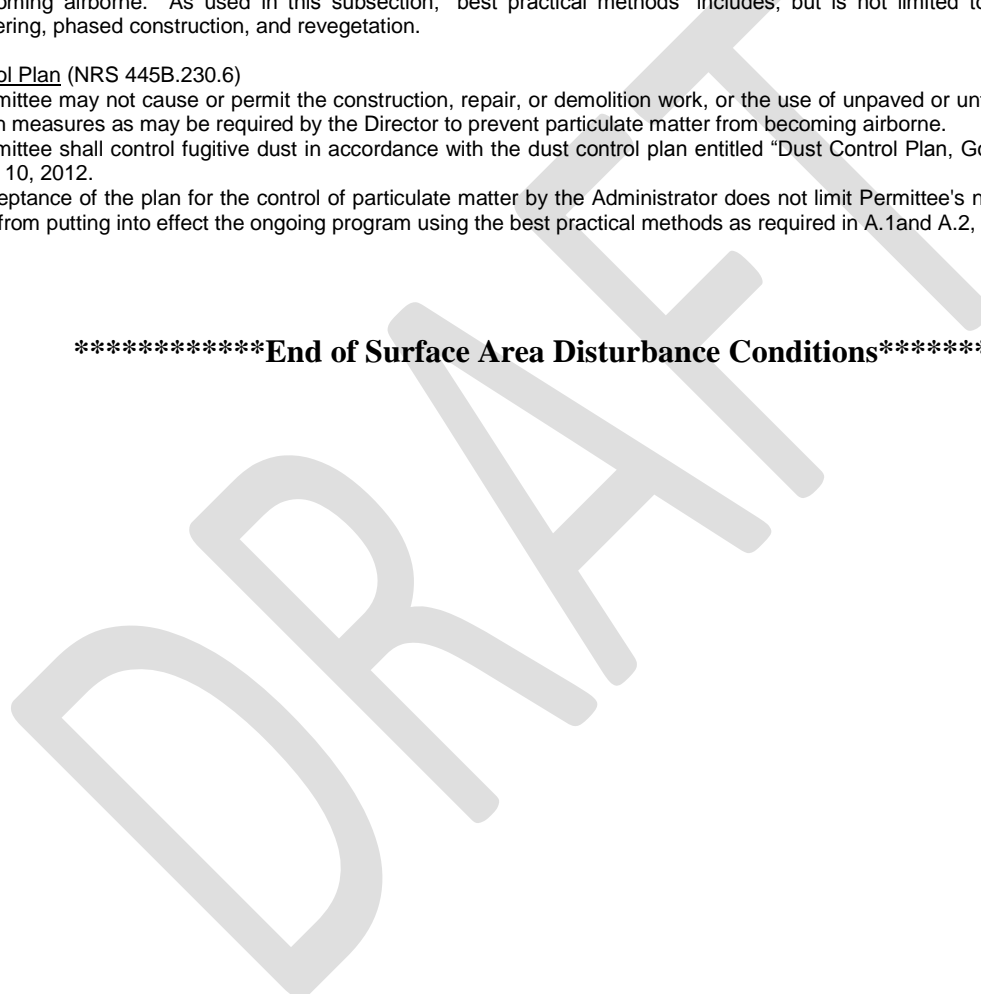 oming airborne. As used in this subsection, "best practical methods" includes, but is not limited to
ering, phased construction, and revegetation.
ol Plan (NRS 445B.230.6)
mittee may not cause or permit the construction, repair, or demolition work, or the use of unpaved or un
h measures as may be required by the Director to prevent particulate matter from becoming airborne.
mittee shall control fugitive dust in accordance with the dust control plan entitled “Dust Control Plan, Go
10, 2012.
eptance of the plan for the control of particulate matter by the Administrator does not limit Permittee's n
from putting into effect the ongoing program using the best practical methods as required in A.1and A.2,
************End of Surface Area Disturbance Conditions*******
DRAFT